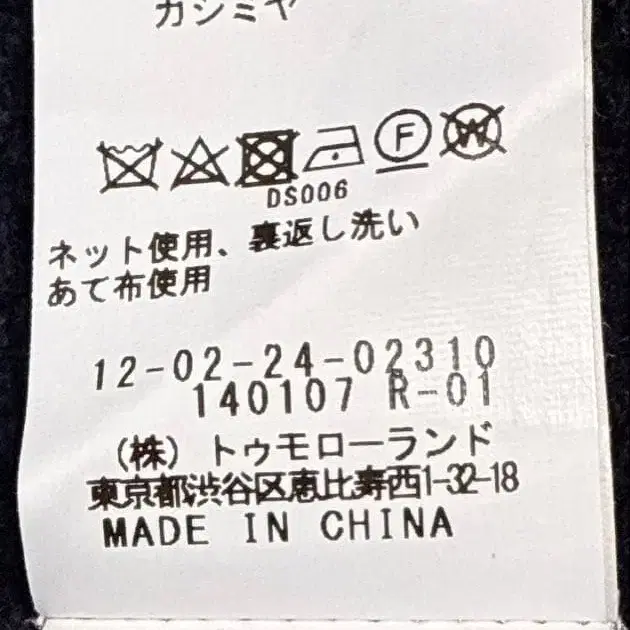 カシミヤ
F W
DS006
ネット使用、裏返し洗い
あて布使用
12-02-24-02310
140107 R-01
(株) トゥモローランド
東京都渋谷区恵比寿西1-32-18
MADE IN CHINA